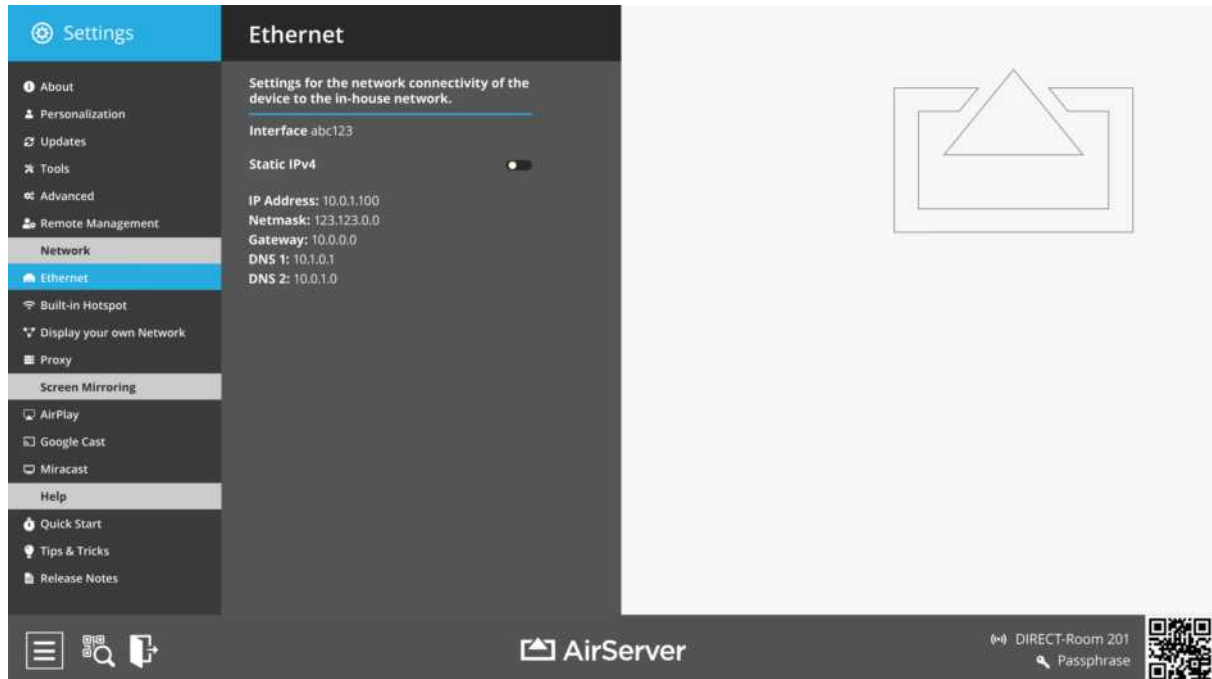 Settings
About
Personalization
Updates
Tools
Advanced
Remote Management
Network
Ethernet
Built-in Hotspot
Display your own Network
Proxy
Screen Mirroring
AirPlay
Google Cast
Miracast
Help
Quick Start
Tips & Tricks
Release Notes
Ethernet
Settings for the network connectivity of the
device to the in-house network.
Interface abc123
Static IPv4
IP Address: 10.0.1.100
Netmask: 123.123.0.0
Gateway: 10.0.0.0
DNS 1: 10.1.0.1
DNS 2: 10.0.1.0
AirServer
DIRECT-Room 201
Passphrase